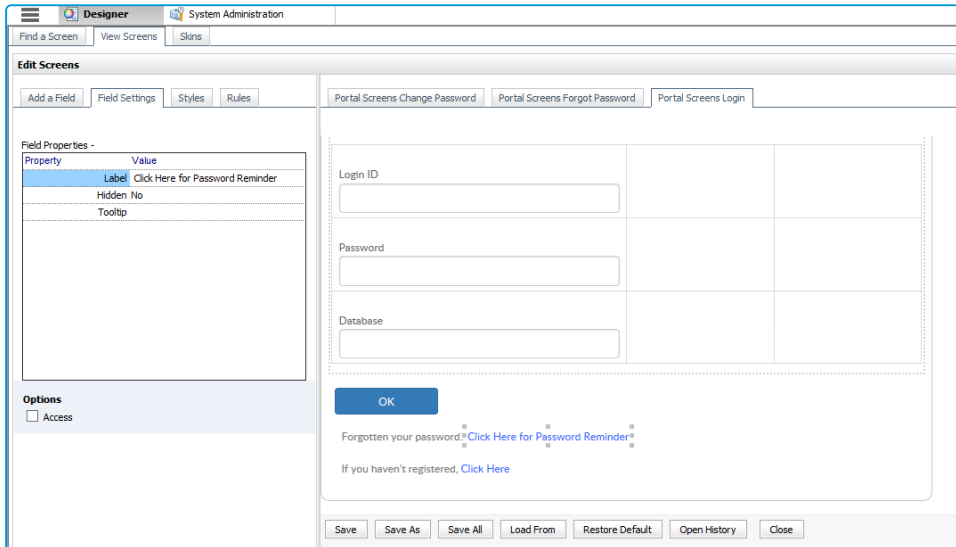 Designer System Administration
Find a Screen View Screens Skins
Edit Screens
Add a Field Field Settings Styles Rules
Portal Screens Change Password Portal Screens Forgot Password Portal Screens Login
Field Properties -
Property Value
Label Click Here for Password Reminder
Hidden No
Tooltip
Options
Access
Login ID
Password
Database
OK
Forgotten your password, Click Here for Password Reminder
If you haven't registered, Click Here
Save Save As Save All Load From Restore Default Open History Close